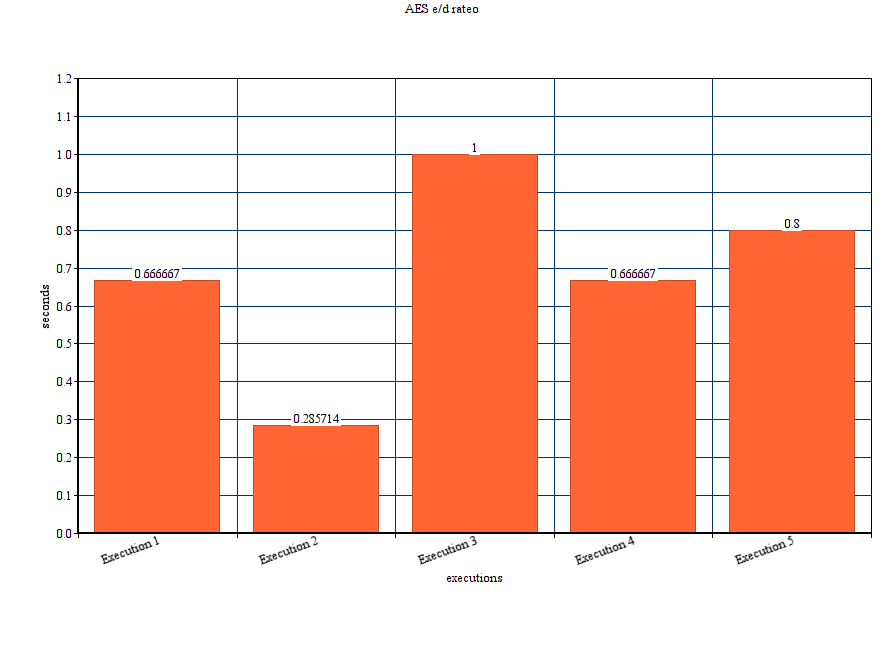 AES e/d rateo
1.2
1.1
1.0
0.9
0.8
0.7
0.6
0.5
0.4
0.3
0.2
0.1
0.0
seconds
0.666667
0.285714
1
0.666667
0.8
Execution 1
Execution 2
Execution 3
Execution 4
Execution 5
executions